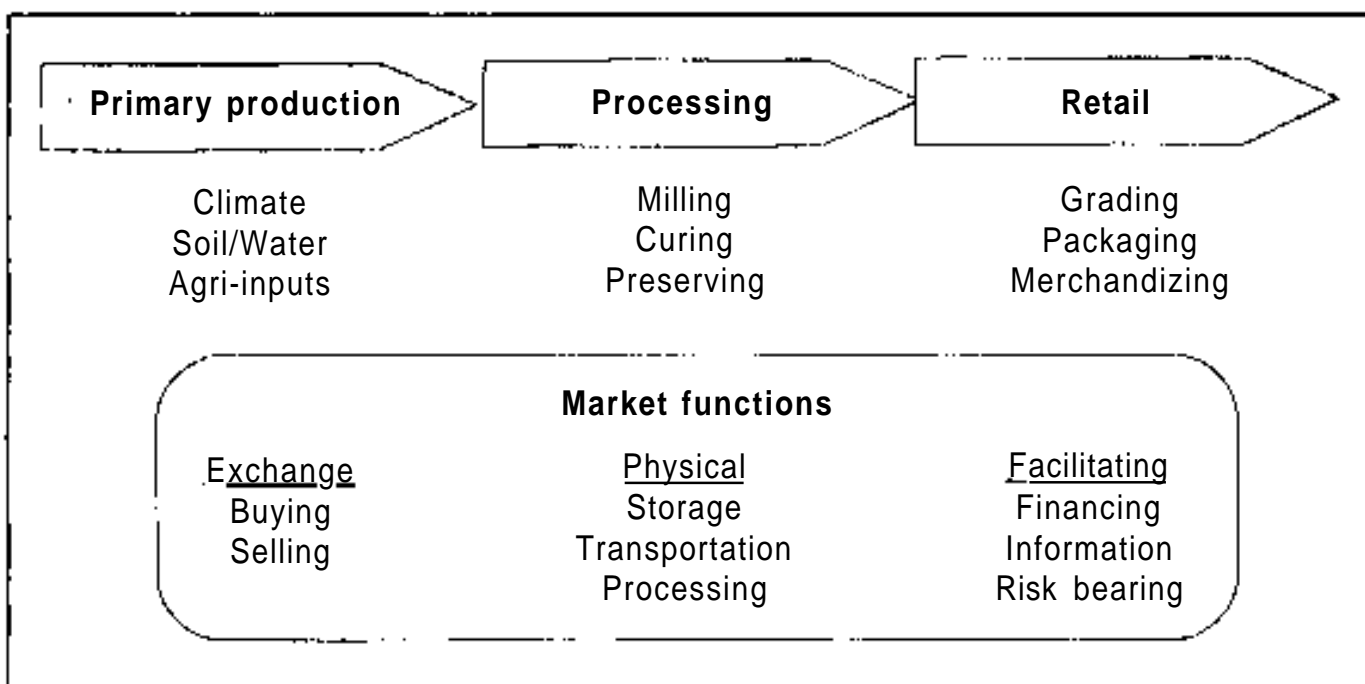 Primary production
Processing
Retail
Climate
Soil/Water
Agri-inputs
Milling
Curing
Preserving
Grading
Packaging
Merchandizing
Market functions
Exchange
Buying
Selling
Physical
Storage
Transportation
Processing
Facilitating
Financing
Information
Risk bearing